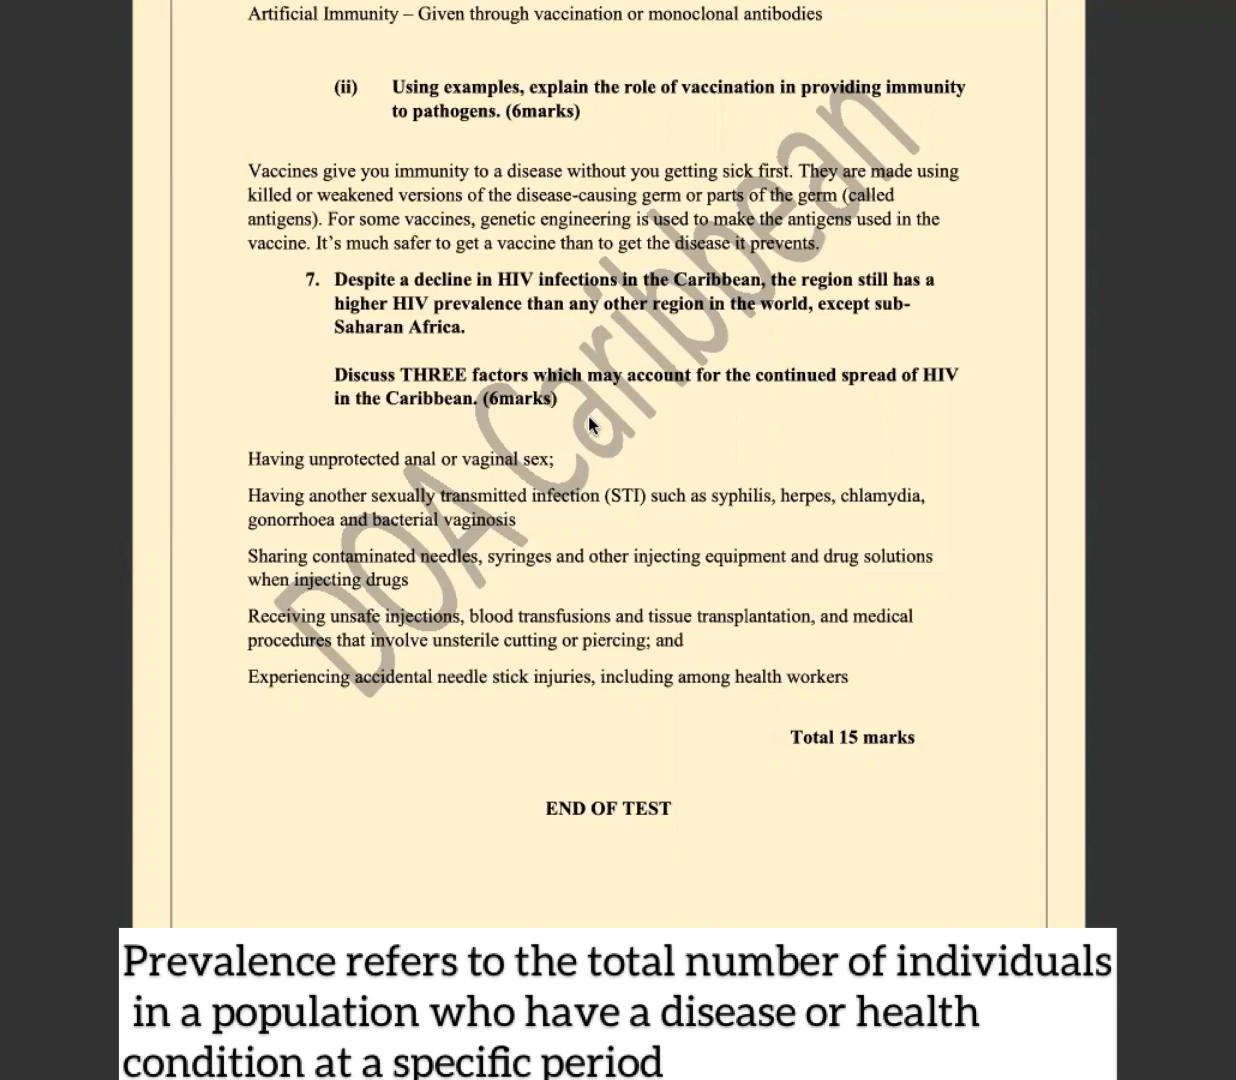 Artificial Immunity – Given through vaccination or monoclonal antibodies
(ii) Using examples, explain the role of vaccination in providing immunity
to pathogens. (6marks)
Vaccines give you immunity to a disease without you getting sick first. They are made using
killed or weakened versions of the disease-causing germ or parts of the germ (called
antigens). For some vaccines, genetic engineering is used to make the antigens used in the
vaccine. It’s much safer to get a vaccine than to get the disease it prevents.
7. Despite a decline in HIV infections in the Caribbean, the region still has a
higher HIV prevalence than any other region in the world, except sub-
Saharan Africa.
Discuss THREE factors which may account for the continued spread of HIV
in the Caribbean. (6marks)
Having unprotected anal or vaginal sex;
Having another sexually transmitted infection (STI) such as syphilis, herpes, chlamydia,
gonorrhoea and bacterial vaginosis
Sharing contaminated needles, syringes and other injecting equipment and drug solutions
when injecting drugs
Receiving unsafe injections, blood transfusions and tissue transplantation, and medical
procedures that involve unsterile cutting or piercing; and
Experiencing accidental needle stick injuries, including among health workers
Total 15 marks
END OF TEST
DOA Caribbean
Prevalence refers to the total number of individuals
in a population who have a disease or health
condition at a specific period